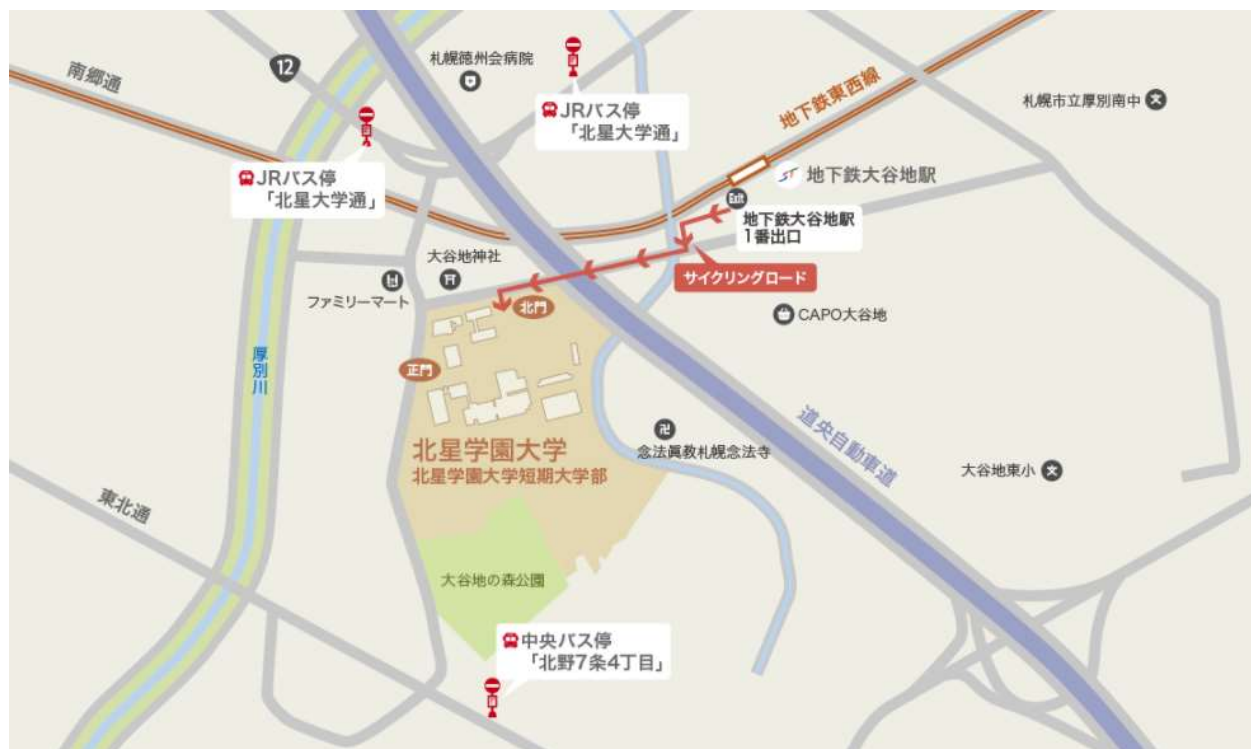 12
南郷通
札幌徳州会病院
JRバス停
「北星大学通」
地下鉄東西線
札幌市立厚別南中
文
JRバス停
「北星大学通」
ST
地下鉄大谷地駅
Exit
地下鉄大谷地駅
1番出口
大谷地神社
サイクリングロード
ファミリーマート
北門
CAPO大谷地
厚別川
正門
北星学園大学
北星学園大学短期大学部
卍
念法眞教札幌念法寺
道央自動車道
大谷地東小
文
東北通
大谷地の森公園
中央バス停
「北野7条4丁目」